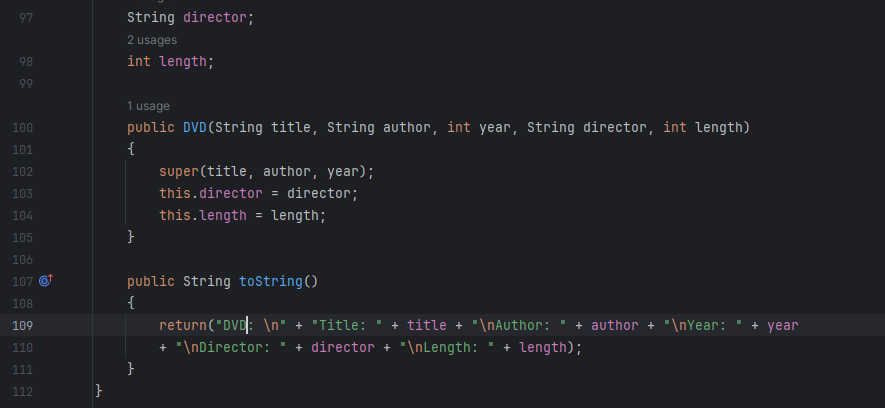 97 String director;
2 usages
98 int length;
99
1 usage
100 public DVD(String title, String author, int year, String director, int length)
101 {
102 super(title, author, year);
103 this.director = director;
104 this.length = length;
105 }
106
107 public String toString()
108 {
109 return("DVD: \n" + "Title: " + title + "\nAuthor: " + author + "\nYear: " + year
110 + "\nDirector: " + director + "\nLength: " + length);
111 }
112 }